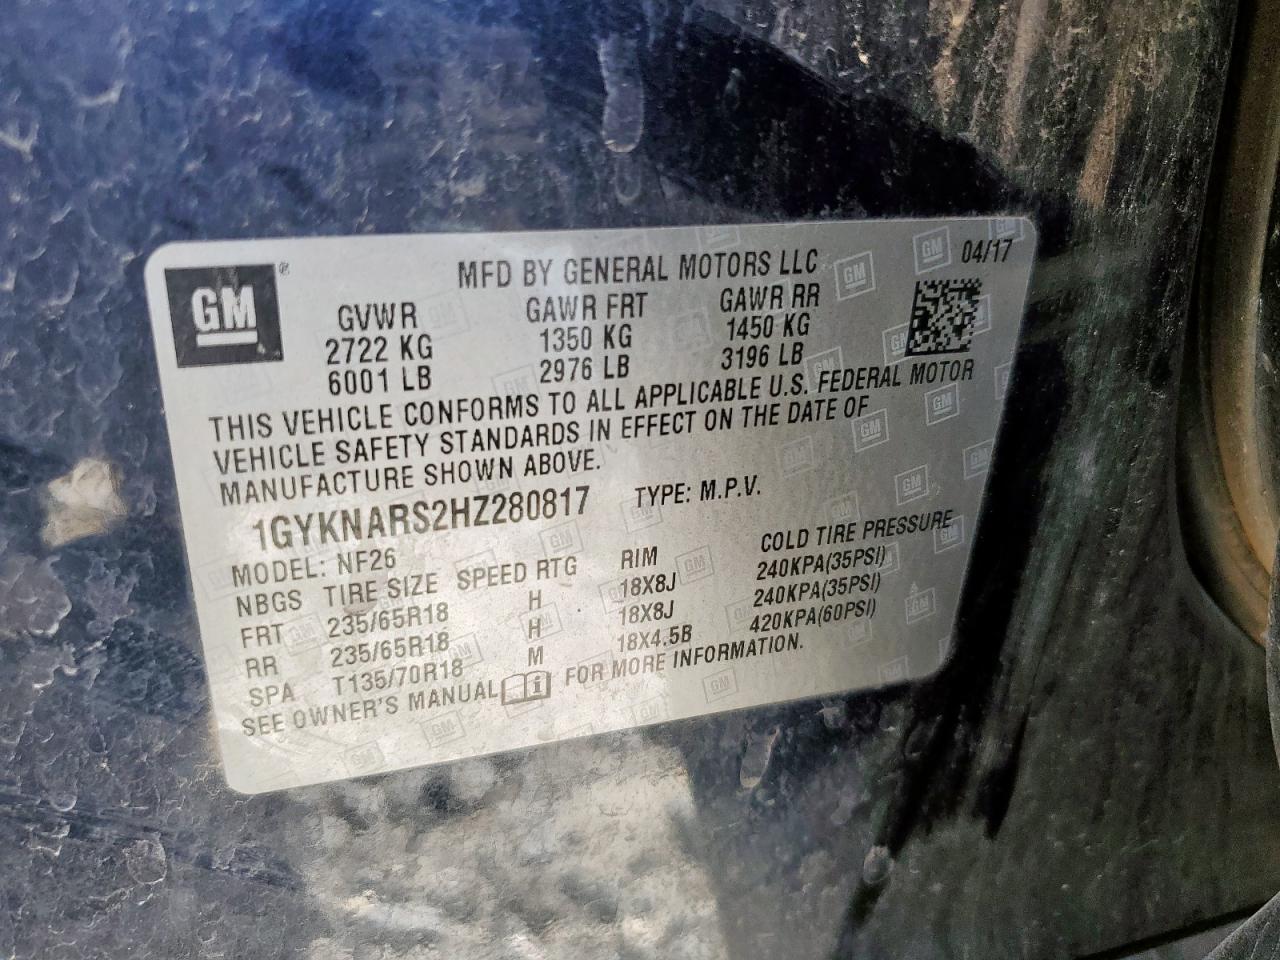 GM®
MFD BY GENERAL MOTORS LLC 04/17
GVWR GAWR FRT GAWR RR
2722 KG 1350 KG 1450 KG
6001 LB 2976 LB 3196 LB
THIS VEHICLE CONFORMS TO ALL APPLICABLE U.S. FEDERAL MOTOR
VEHICLE SAFETY STANDARDS IN EFFECT ON THE DATE OF
MANUFACTURE SHOWN ABOVE.
1GYKNARS2HZ280817 TYPE: M.P.V.
MODEL: NF26
NBGS TIRE SIZE SPEED RTG RIM COLD TIRE PRESSURE
FRT 235/65R18 H 18X8J 240KPA(35PSI)
RR 235/65R18 H 18X8J 240KPA(35PSI)
SPA T135/70R18 M 18X4.5B 420KPA(60PSI)
SEE OWNER'S MANUAL FOR MORE INFORMATION.